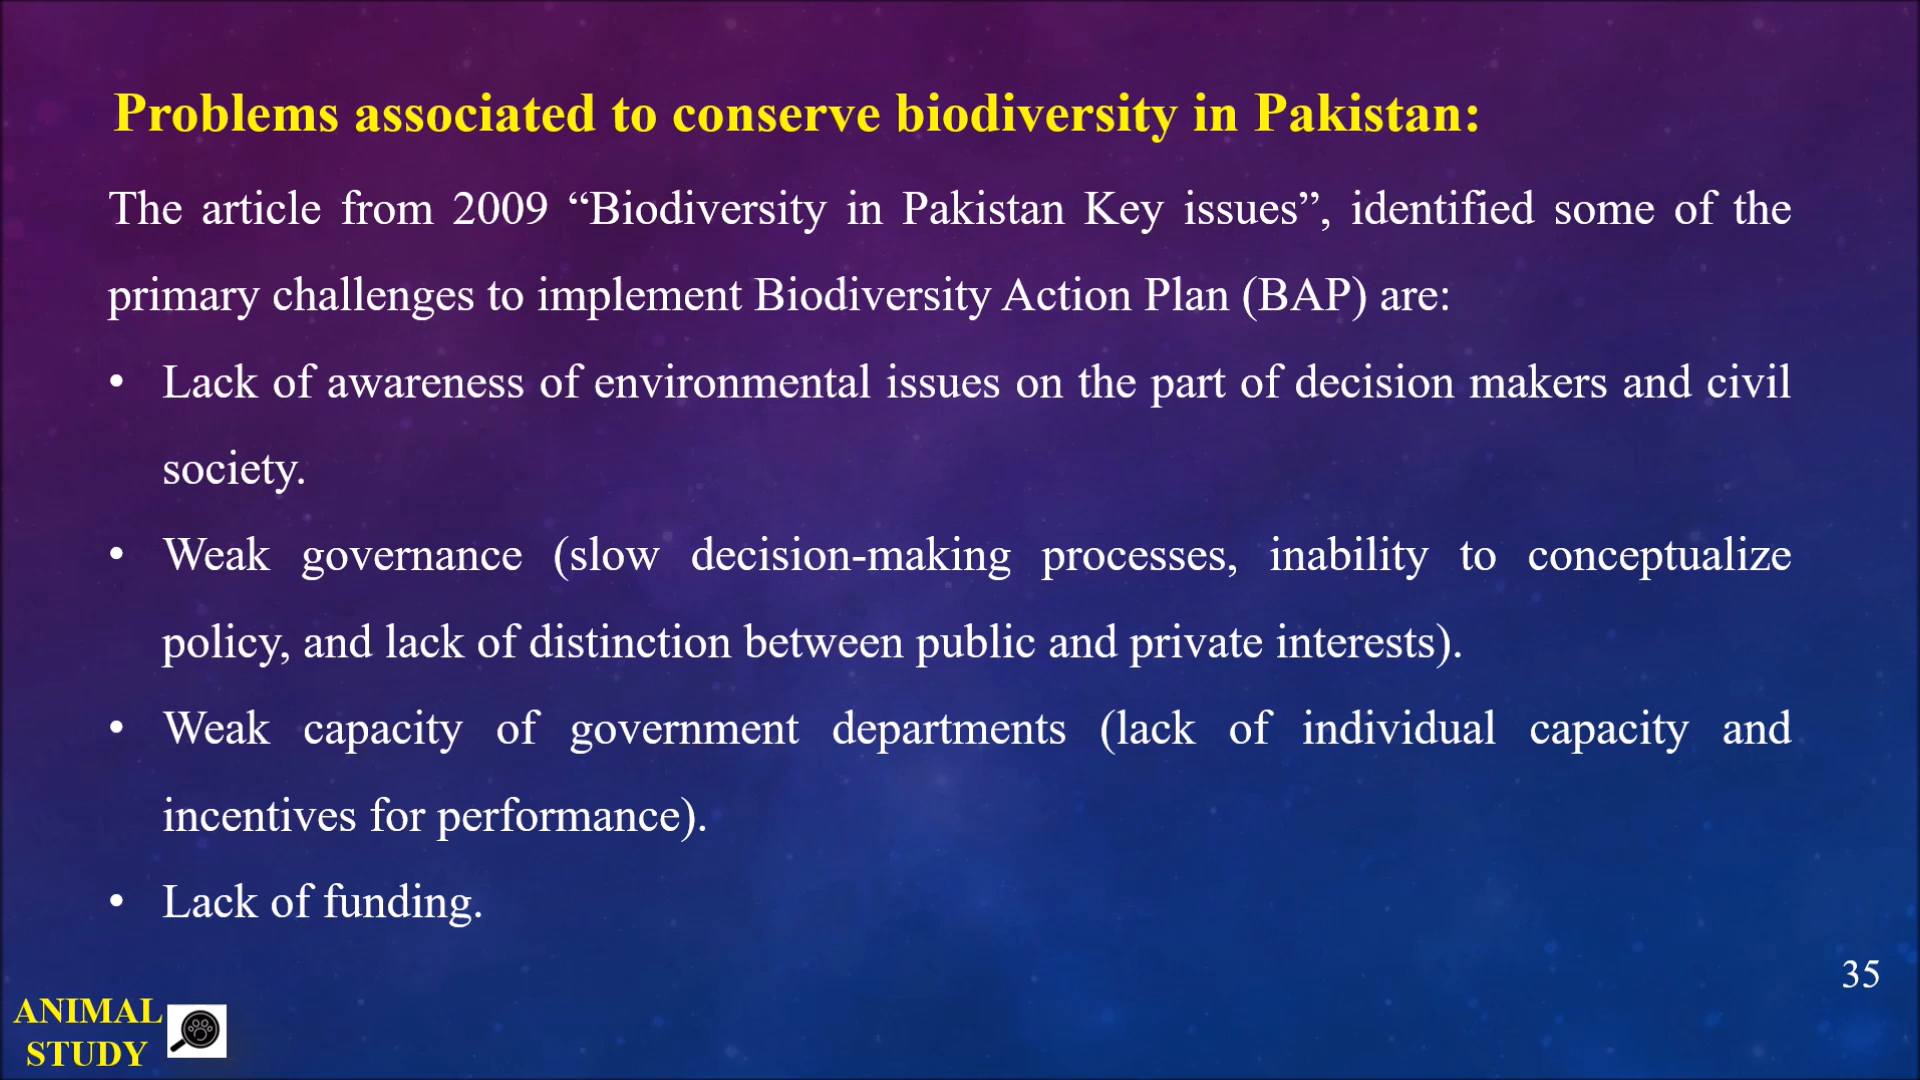 Problems associated to conserve biodiversity in Pakistan:
The article from 2009 “Biodiversity in Pakistan Key issues”, identified some of the
primary challenges to implement Biodiversity Action Plan (BAP) are:
• Lack of awareness of environmental issues on the part of decision makers and civil
society.
• Weak governance (slow decision-making processes, inability to conceptualize
policy, and lack of distinction between public and private interests).
• Weak capacity of government departments (lack of individual capacity and
incentives for performance).
• Lack of funding.
35
ANIMAL
STUDY